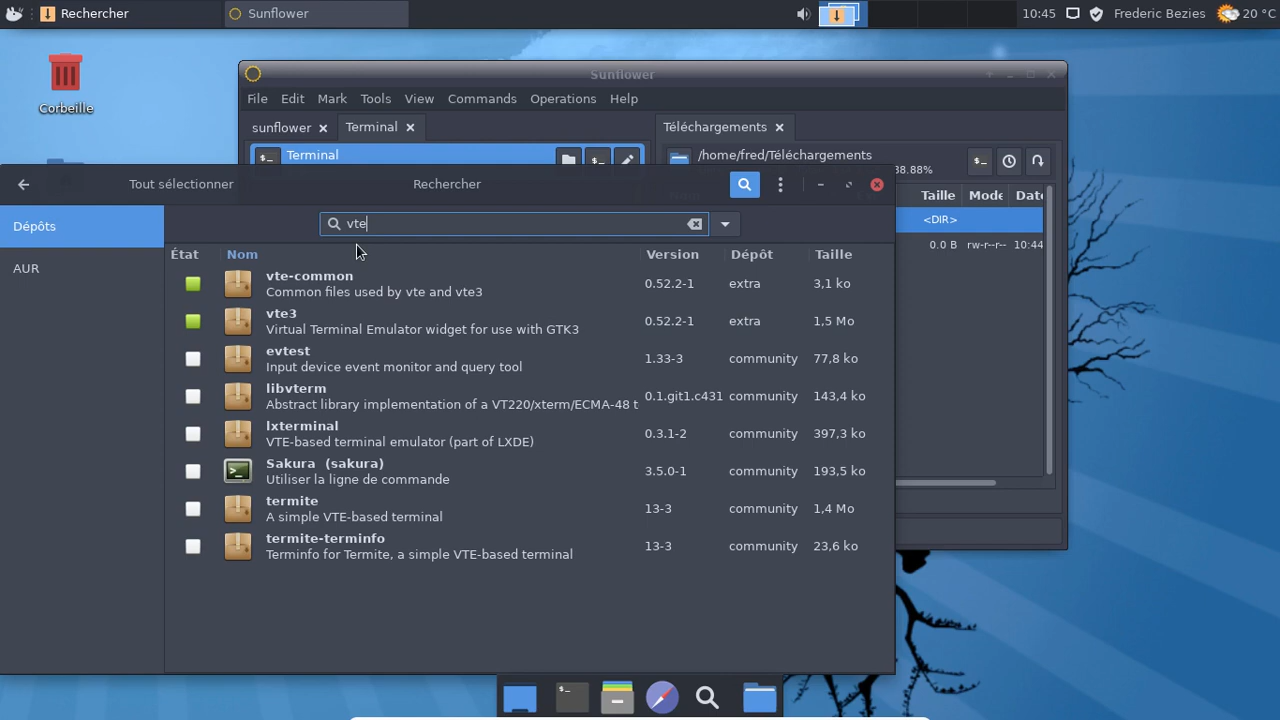 Rechercher
Sunflower
10:45
Frederic Bezies
20 °C
Corbeille
Sunflower
File Edit Mark Tools View Commands Operations Help
sunflower
Terminal
Téléchargements
Terminal
/home/fred/Téléchargements
38.88%
Taille Mode Date
<DIR>
0.0 B rw-r--r-- 10:44
Tout sélectionner
Rechercher
Dépôts
AUR
vte
État Nom Version Dépôt Taille
vte-common
Common files used by vte and vte3
0.52.2-1 extra 3,1 ko
vte3
Virtual Terminal Emulator widget for use with GTK3
0.52.2-1 extra 1,5 Mo
evtest
Input device event monitor and query tool
1.33-3 community 77,8 ko
libvterm
Abstract library implementation of a VT220/xterm/ECMA-48 t
0.1.git1.c431 community 143,4 ko
lxterminal
VTE-based terminal emulator (part of LXDE)
0.3.1-2 community 397,3 ko
Sakura (sakura)
Utiliser la ligne de commande
3.5.0-1 community 193,5 ko
termite
A simple VTE-based terminal
13-3 community 1,4 Mo
termite-terminfo
Terminfo for Termite, a simple VTE-based terminal
13-3 community 23,6 ko